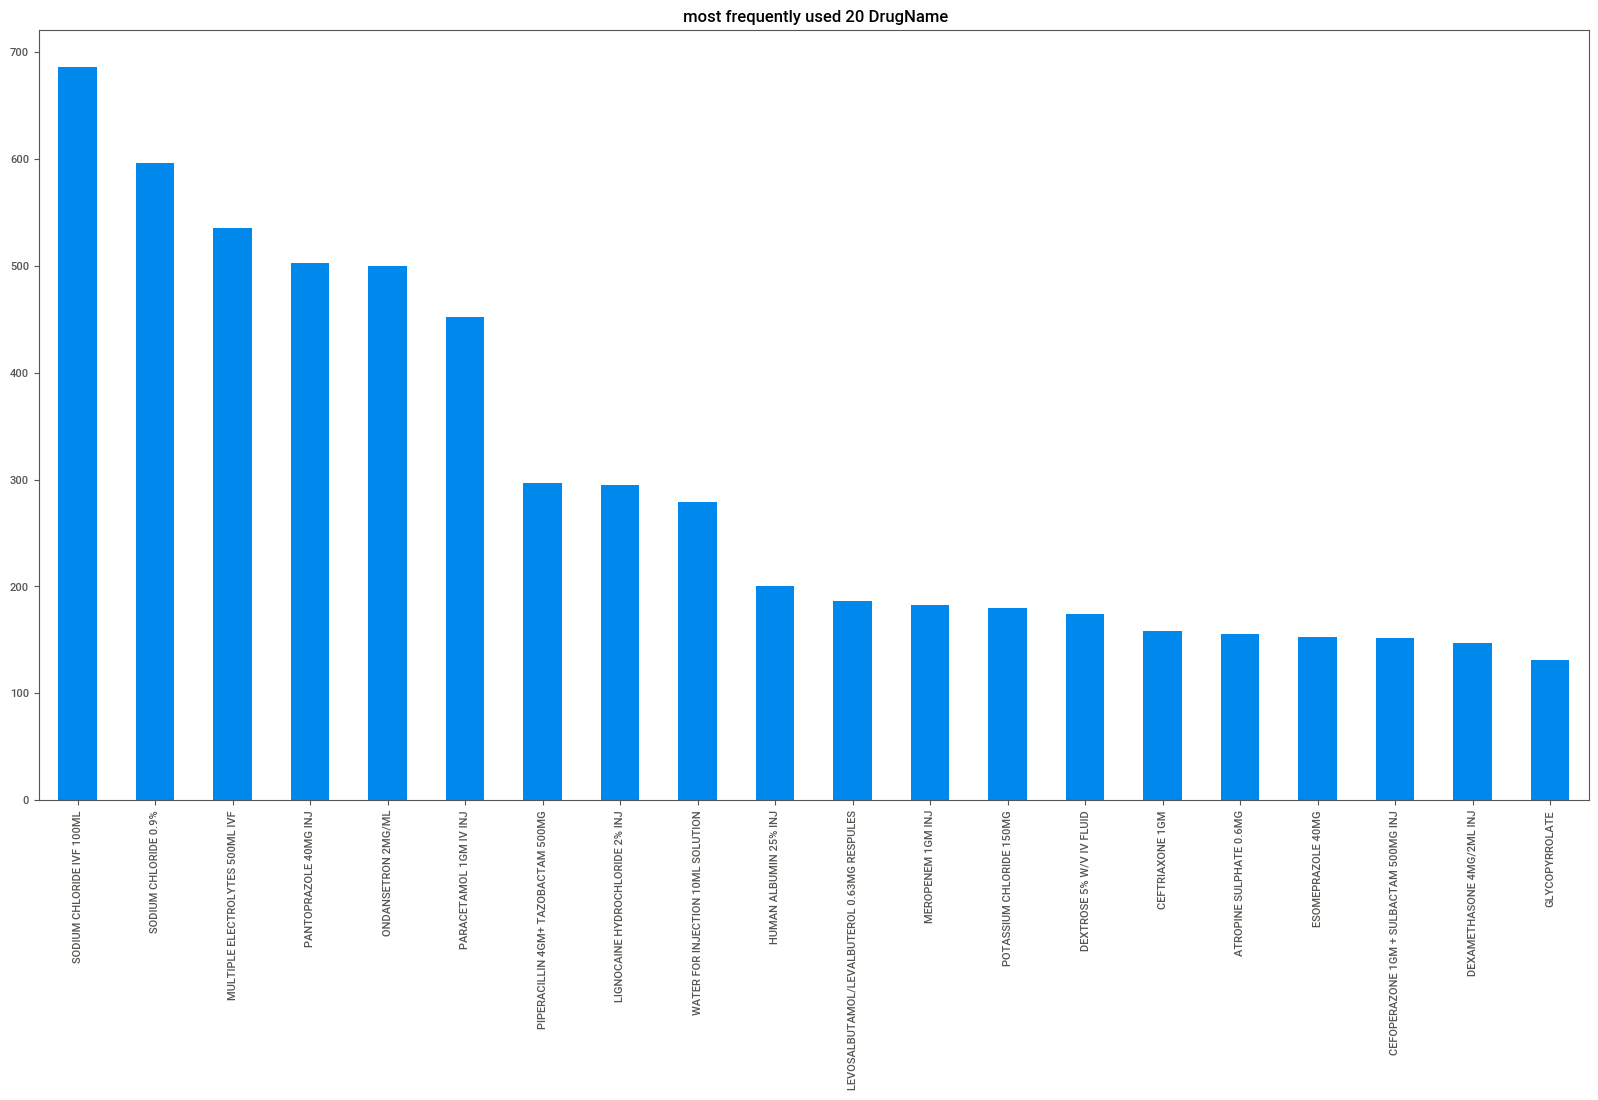 most frequently used 20 DrugName
700
600
500
400
300
200
100
0
SODIUM CHLORIDE IVF 100ML
SODIUM CHLORIDE 0.9%
MULTIPLE ELECTROLYTES 500ML IVF
PANTOPRAZOLE 40MG INJ
ONDANSETRON 2MG/ML
PARACETAMOL 1GM IV INJ
PIPERACILLIN 4GM+ TAZOBACTAM 500MG
LIGNOCAINE HYDROCHLORIDE 2% INJ
WATER FOR INJECTION 10ML SOLUTION
HUMAN ALBUMIN 25% INJ
LEVOSALBUTAMOL/LEVALBUTEROL 0.63MG RESPULES
MEROPENEM 1GM INJ
POTASSIUM CHLORIDE 150MG
DEXTROSE 5% W/V IV FLUID
CEFTRIAXONE 1GM
ATROPINE SULPHATE 0.6MG
ESOMEPRAZOLE 40MG
CEFOPERAZONE 1GM + SULBACTAM 500MG INJ
DEXAMETHASONE 4MG/2ML INJ
GLYCOPYRROLATE